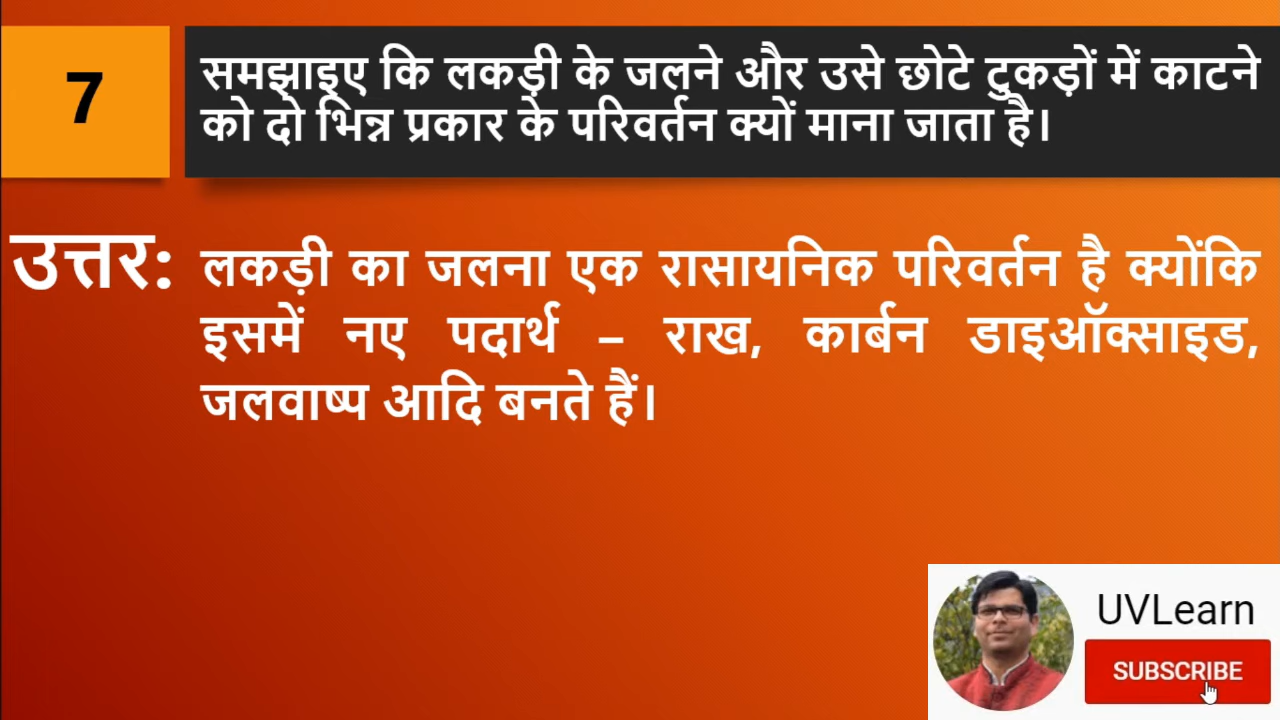 7
समझाइए कि लकड़ी के जलने और उसे छोटे टुकड़ों में काटने
को दो भिन्न प्रकार के परिवर्तन क्यों माना जाता है।
उत्तर: लकड़ी का जलना एक रासायनिक परिवर्तन है क्योंकि
इसमें नए पदार्थ – राख, कार्बन डाइऑक्साइड,
जलवाष्प आदि बनते हैं।
UVLearn
SUBSCRIBE